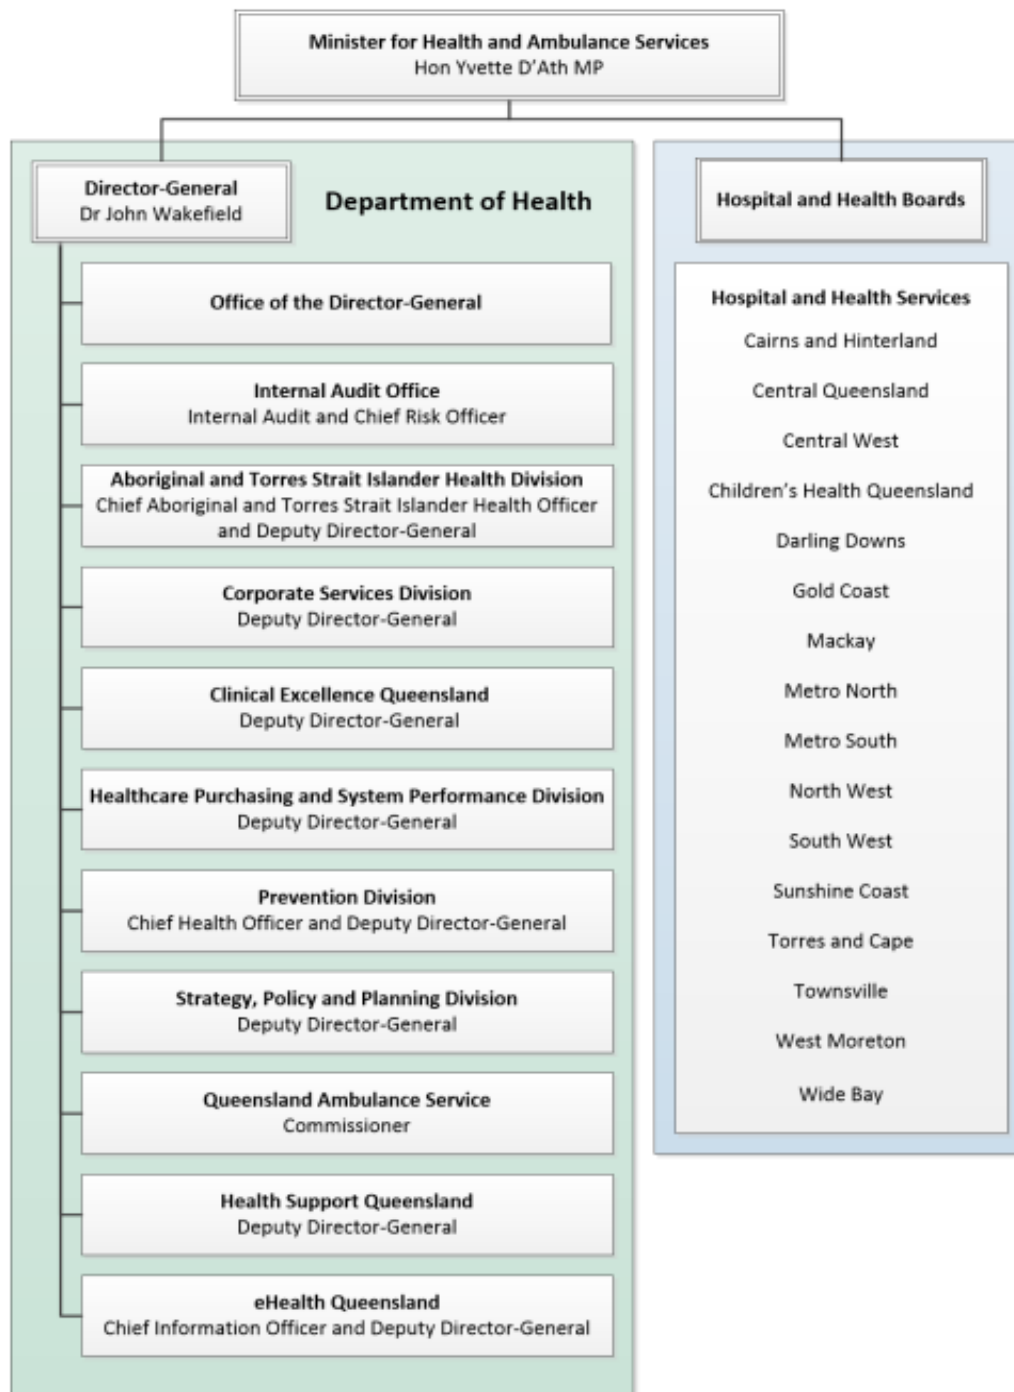 Minister for Health and Ambulance Services
Hon Yvette D'Ath MP
Director-General
Dr John Wakefield
Department of Health
Office of the Director-General
Internal Audit Office
Internal Audit and Chief Risk Officer
Aboriginal and Torres Strait Islander Health Division
Chief Aboriginal and Torres Strait Islander Health Officer
and Deputy Director-General
Corporate Services Division
Deputy Director-General
Clinical Excellence Queensland
Deputy Director-General
Healthcare Purchasing and System Performance Division
Deputy Director-General
Prevention Division
Chief Health Officer and Deputy Director-General
Strategy, Policy and Planning Division
Deputy Director-General
Queensland Ambulance Service
Commissioner
Health Support Queensland
Deputy Director-General
eHealth Queensland
Chief Information Officer and Deputy Director-General
Hospital and Health Boards
Hospital and Health Services
Cairns and Hinterland
Central Queensland
Central West
Children's Health Queensland
Darling Downs
Gold Coast
Mackay
Metro North
Metro South
North West
South West
Sunshine Coast
Torres and Cape
Townsville
West Moreton
Wide Bay